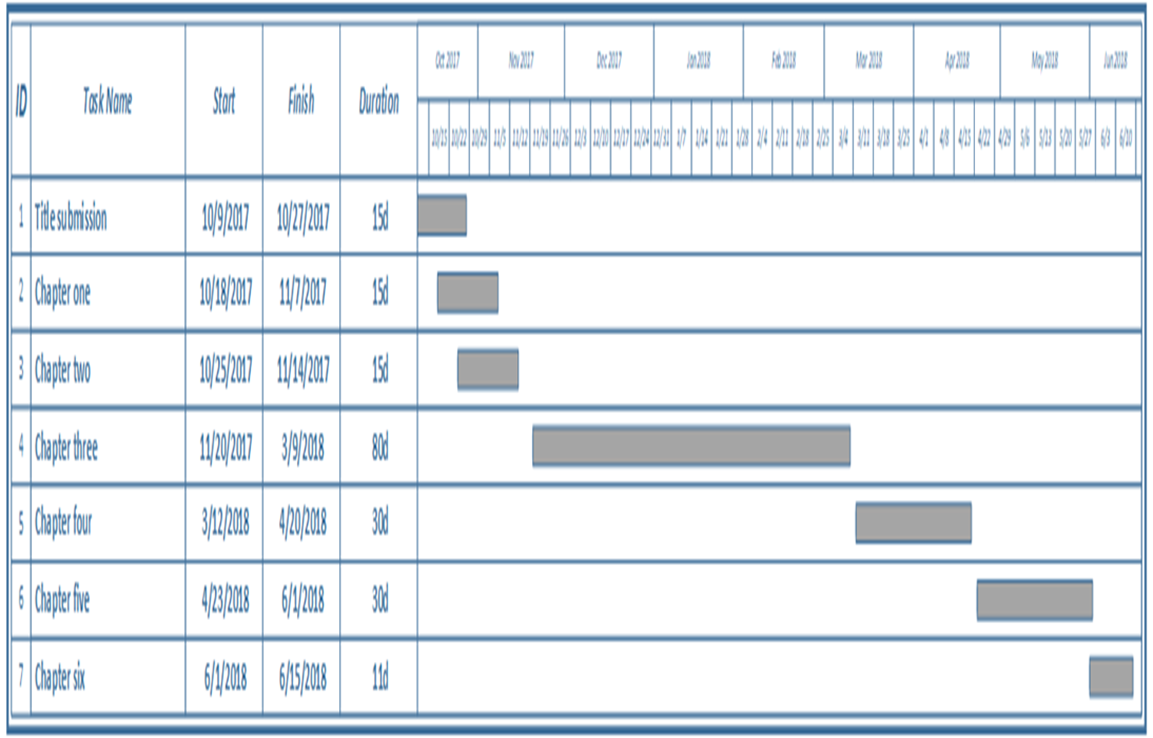 ID Task Name Start Finish Duration
Oct 2017 Nov 2017 Dec 2017 Jan 2018 Feb 2018 Mar 2018 Apr 2018 May 2018 Jun 2018
10/15 10/22 10/29 11/5 11/12 11/19 11/26 12/3 12/10 12/17 12/24 12/31 1/7 1/14 1/21 1/28 2/4 2/11 2/18 2/25 3/4 3/11 3/18 3/25 4/1 4/8 4/15 4/22 4/29 5/6 5/13 5/20 5/27 6/3 6/10
1 Title submission 10/9/2017 10/27/2017 15d
2 Chapter one 10/18/2017 11/7/2017 15d
3 Chapter two 10/25/2017 11/14/2017 15d
4 Chapter three 11/20/2017 3/9/2018 80d
5 Chapter four 3/12/2018 4/20/2018 30d
6 Chapter five 4/23/2018 6/1/2018 30d
7 Chapter six 6/1/2018 6/15/2018 11d